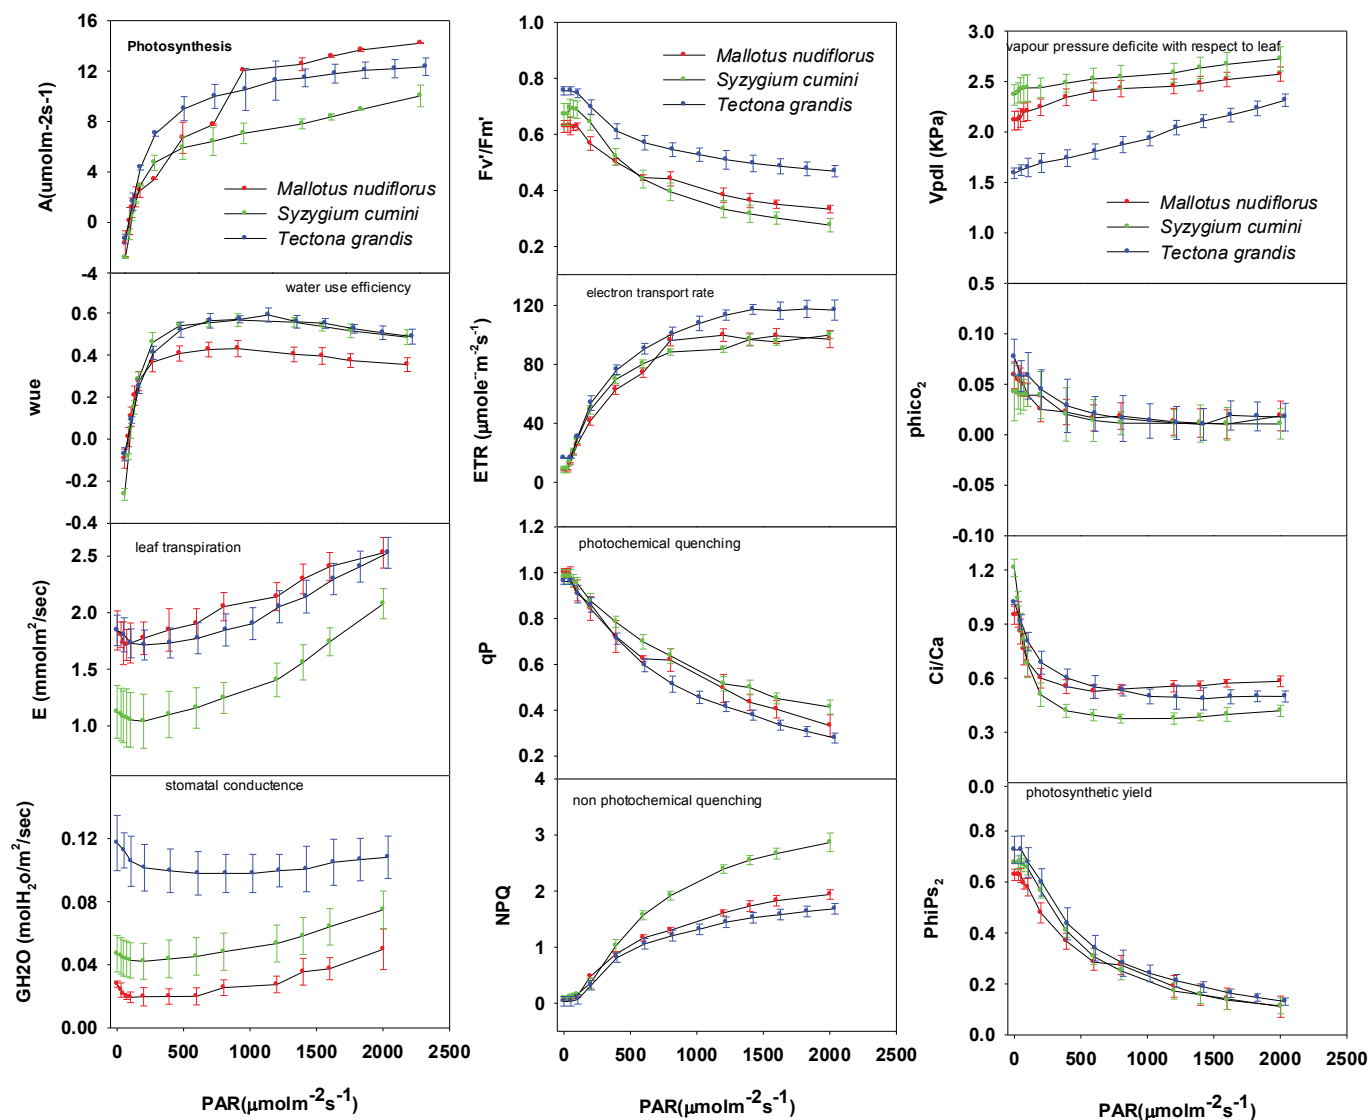 Photosynthesis
A(umolm-2s-1)
16
12
8
4
0
-4
Mallotus nudiflorus
Syzygium cumini
Tectona grandis
water use efficiency
wue
0.6
0.4
0.2
0.0
-0.2
-0.4
leaf transpiration
E (mmolm²/sec)
2.5
2.0
1.5
1.0
stomatal conductence
GH2O (molH₂o/m²/sec)
0.12
0.08
0.04
0.00
0 500 1000 1500 2000 2500
PAR(μmolm⁻²s⁻¹)
Fv'/Fm'
1.0
0.8
0.6
0.4
0.2
Mallotus nudiflorus
Syzygium cumini
Tectona grandis
electron transport rate
ETR (μmole⁻m⁻²s⁻¹)
120
80
40
0
photochemical quenching
qP
1.2
1.0
0.8
0.6
0.4
0.2
non photochemical quenching
NPQ
4
3
2
1
0
0 500 1000 1500 2000 2500
PAR(μmolm⁻²s⁻¹)
vapour pressure deficite with respect to leaf
Vpdl (KPa)
3.0
2.5
2.0
1.5
0.5
Mallotus nudiflorus
Syzygium cumini
Tectona grandis
phico₂
0.10
0.05
0.00
-0.05
-0.10
Ci/Ca
1.2
0.9
0.6
0.3
0.0
photosynthetic yield
PhiPs₂
0.8
0.6
0.4
0.2
0.0
0 500 1000 1500 2000
PAR(μmolm⁻²s⁻¹)